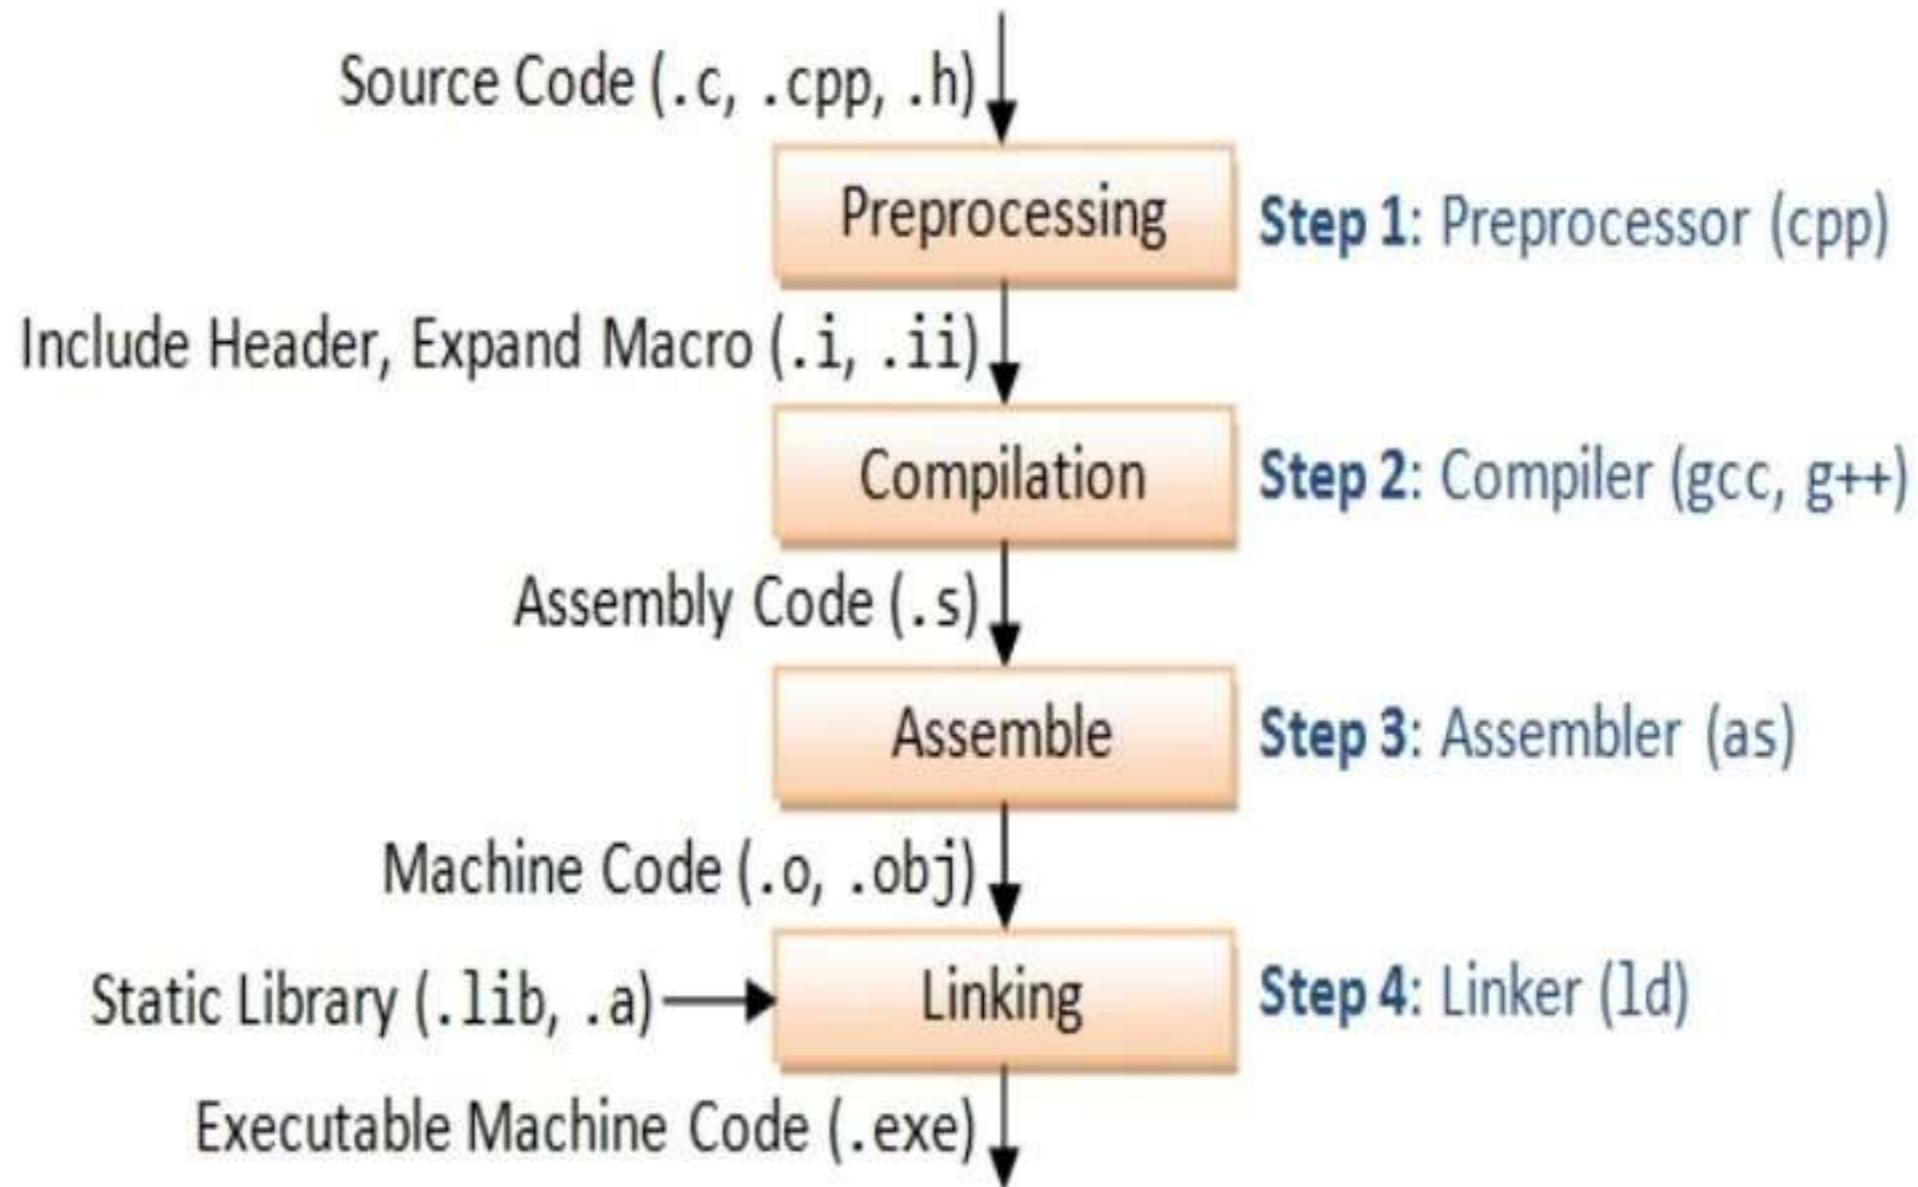 Source Code (.c, .cpp, .h)
Preprocessing
Step 1: Preprocessor (cpp)
Include Header, Expand Macro (.i, .ii)
Compilation
Step 2: Compiler (gcc, g++)
Assembly Code (.s)
Assemble
Step 3: Assembler (as)
Machine Code (.o, .obj)
Static Library (.lib, .a)
Linking
Step 4: Linker (ld)
Executable Machine Code (.exe)